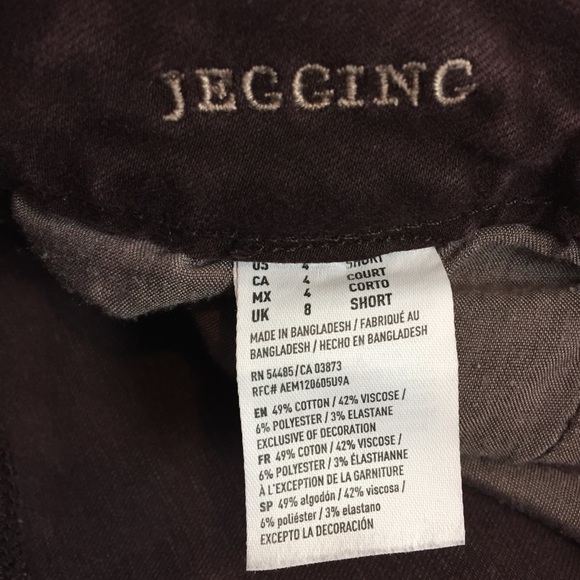 JEGGING
US 4 SHORT
CA 4 COURT
MX 4 CORTO
UK 8 SHORT
MADE IN BANGLADESH / FABRIQUÉ AU
BANGLADESH / HECHO EN BANGLADESH
RN 54485/CA 03873
RFC# AEM120605U9A
EN 49% COTTON / 42% VISCOSE /
6% POLYESTER / 3% ELASTANE
EXCLUSIVE OF DECORATION
FR 49% COTON / 42% VISCOSE /
6% POLYESTER / 3% ÉLASTHANNE
À L'EXCEPTION DE LA GARNITURE
SP 49% algodón / 42% viscosa /
6% poliéster / 3% elastano
EXCEPTO LA DECORACIÓN